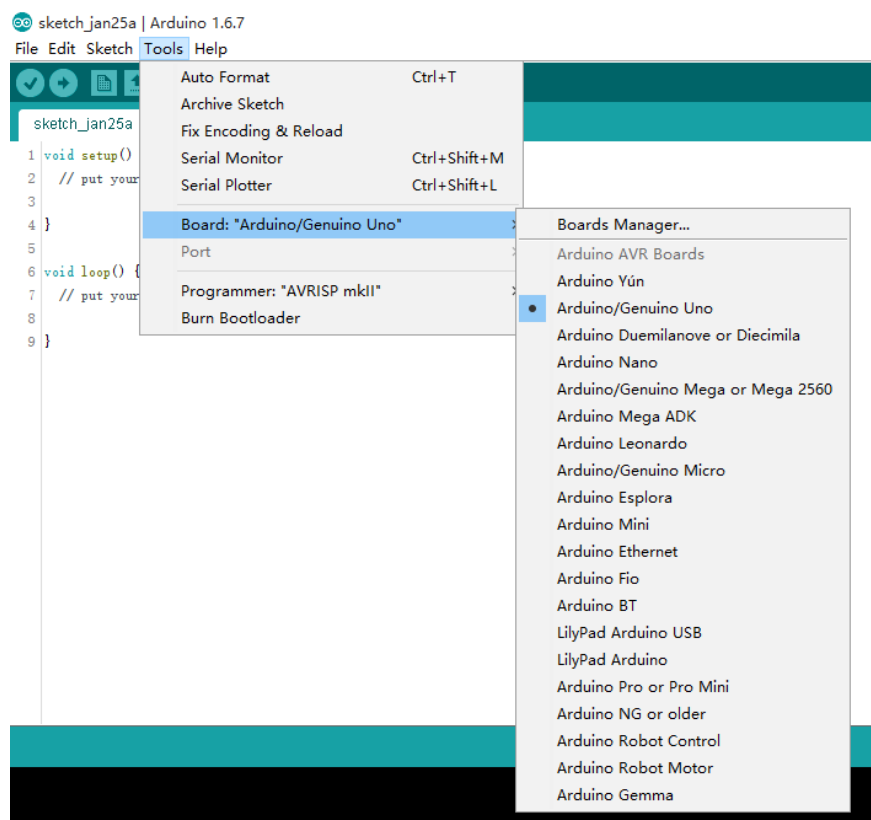 sketch_jan25a | Arduino 1.6.7
File Edit Sketch Tools Help
Auto Format Ctrl+T
Archive Sketch
Fix Encoding & Reload
Serial Monitor Ctrl+Shift+M
Serial Plotter Ctrl+Shift+L
Board: "Arduino/Genuino Uno"
Port
Programmer: "AVRISP mkII"
Burn Bootloader
Boards Manager...
Arduino AVR Boards
Arduino Yún
Arduino/Genuino Uno
Arduino Duemilanove or Diecimila
Arduino Nano
Arduino/Genuino Mega or Mega 2560
Arduino Mega ADK
Arduino Leonardo
Arduino/Genuino Micro
Arduino Esplora
Arduino Mini
Arduino Ethernet
Arduino Fio
Arduino BT
LilyPad Arduino USB
LilyPad Arduino
Arduino Pro or Pro Mini
Arduino NG or older
Arduino Robot Control
Arduino Robot Motor
Arduino Gemma
sketch_jan25a
1 void setup()
2 // put your
3
4 }
5
6 void loop() {
7 // put your
8
9 }